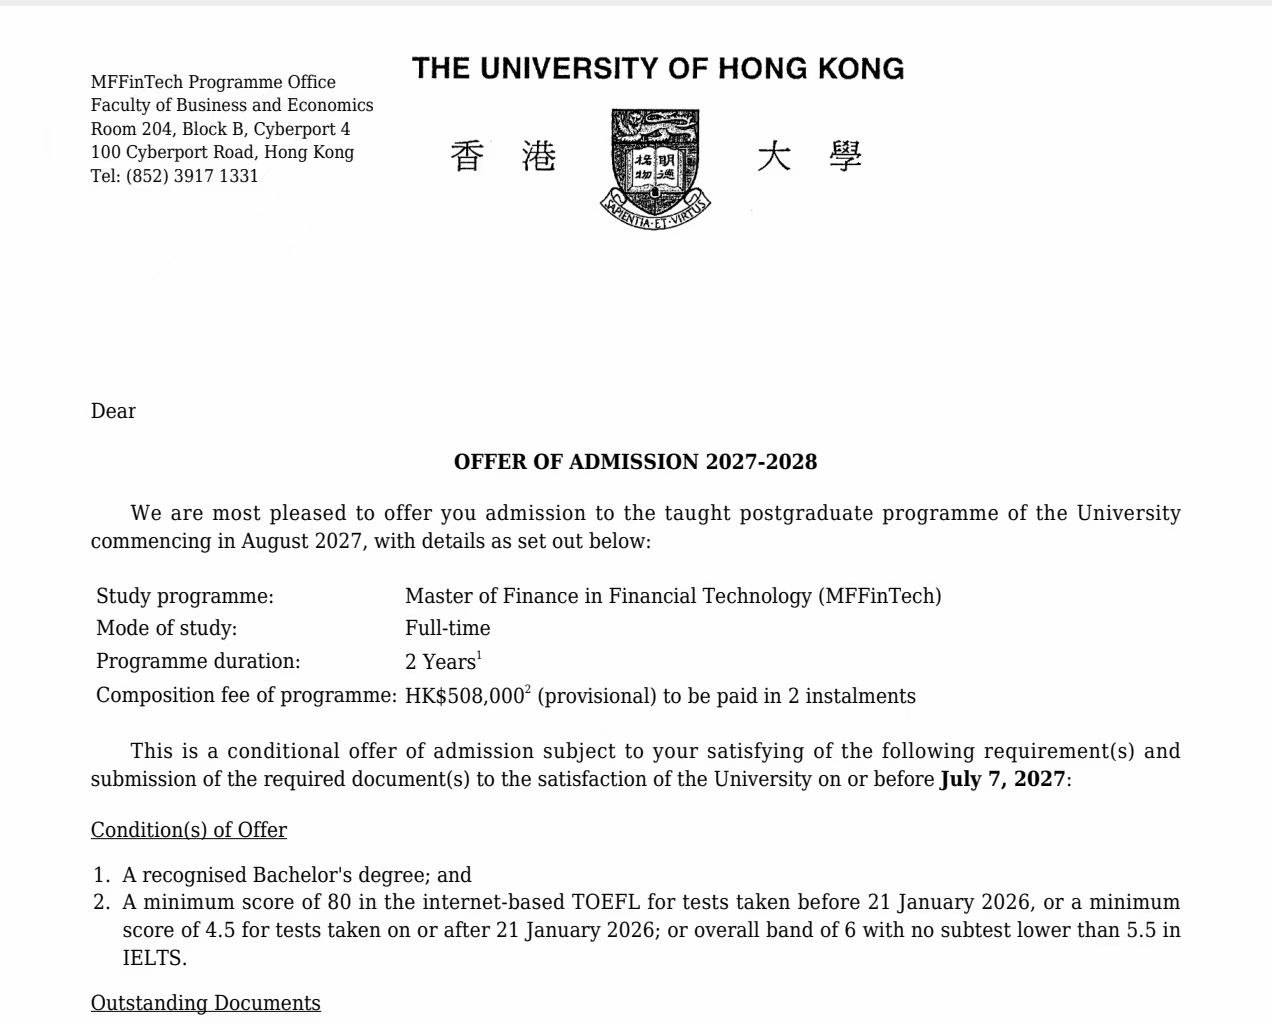 MFFinTech Programme Office
Faculty of Business and Economics
Room 204, Block B, Cyberport 4
100 Cyberport Road, Hong Kong
Tel: (852) 3917 1331
THE UNIVERSITY OF HONG KONG
香港大學
明德格物
SAPIENTIA·ET·VIRTUS
Dear
OFFER OF ADMISSION 2027-2028
We are most pleased to offer you admission to the taught postgraduate programme of the University
commencing in August 2027, with details as set out below:
Study programme: Master of Finance in Financial Technology (MFFinTech)
Mode of study: Full-time
Programme duration: 2 Years¹
Composition fee of programme: HK$508,000² (provisional) to be paid in 2 instalments
This is a conditional offer of admission subject to your satisfying of the following requirement(s) and
submission of the required document(s) to the satisfaction of the University on or before July 7, 2027:
Condition(s) of Offer
1. A recognised Bachelor's degree; and
2. A minimum score of 80 in the internet-based TOEFL for tests taken before 21 January 2026, or a minimum
score of 4.5 for tests taken on or after 21 January 2026; or overall band of 6 with no subtest lower than 5.5 in
IELTS.
Outstanding Documents